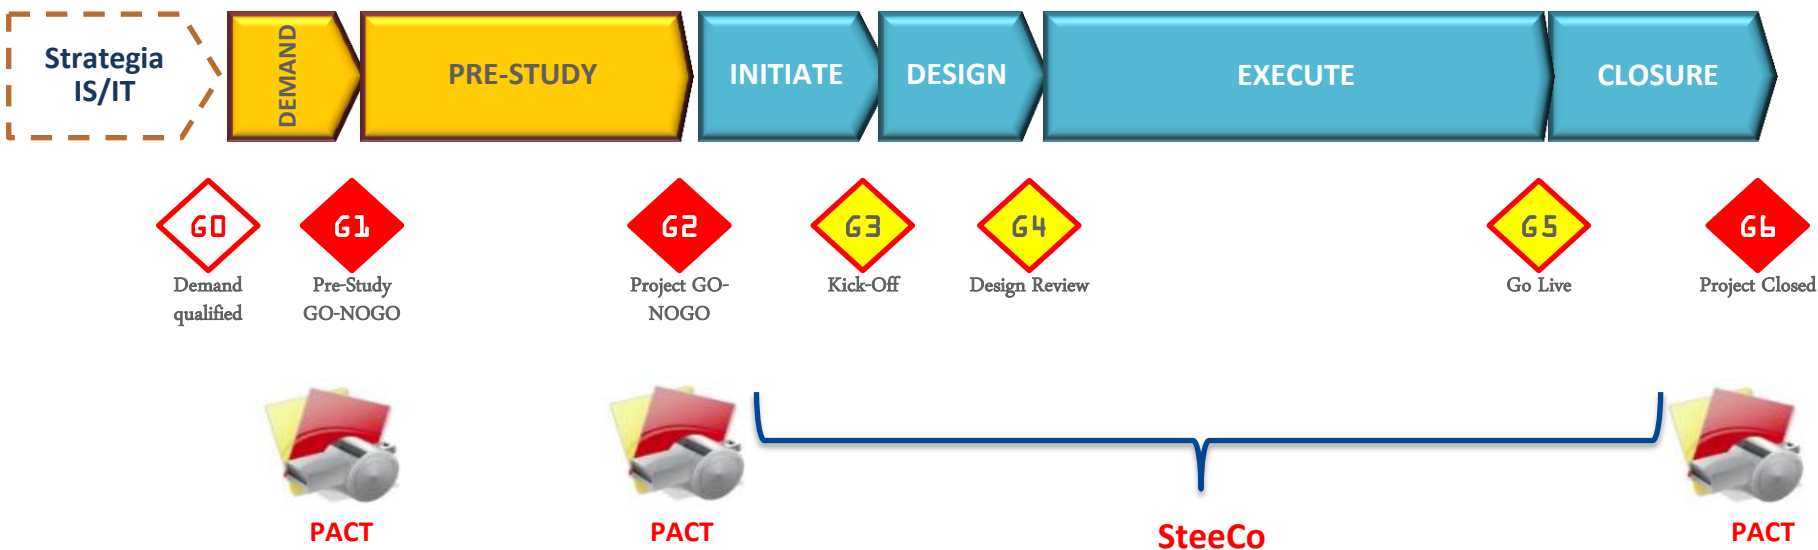 Strategia
IS/IT
DEMAND
PRE-STUDY
INITIATE
DESIGN
EXECUTE
CLOSURE
G0
G1
G2
G3
G4
G5
G6
Demand
qualified
Pre-Study
GO-NOGO
Project GO-
NOGO
Kick-Off
Design Review
Go Live
Project Closed
PACT
PACT
SteeCo
PACT